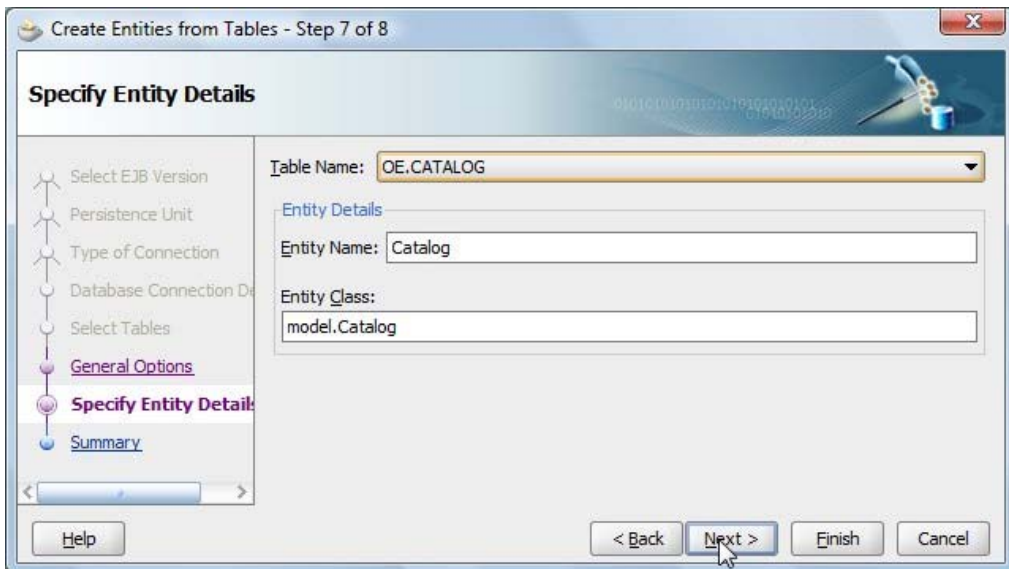 Create Entities from Tables - Step 7 of 8
Specify Entity Details
Select EJB Version
Persistence Unit
Type of Connection
Database Connection De
Select Tables
General Options
Specify Entity Details
Summary
Table Name: OE.CATALOG
Entity Details
Entity Name: Catalog
Entity Class:
model.Catalog
Help
< Back
Next >
Finish
Cancel